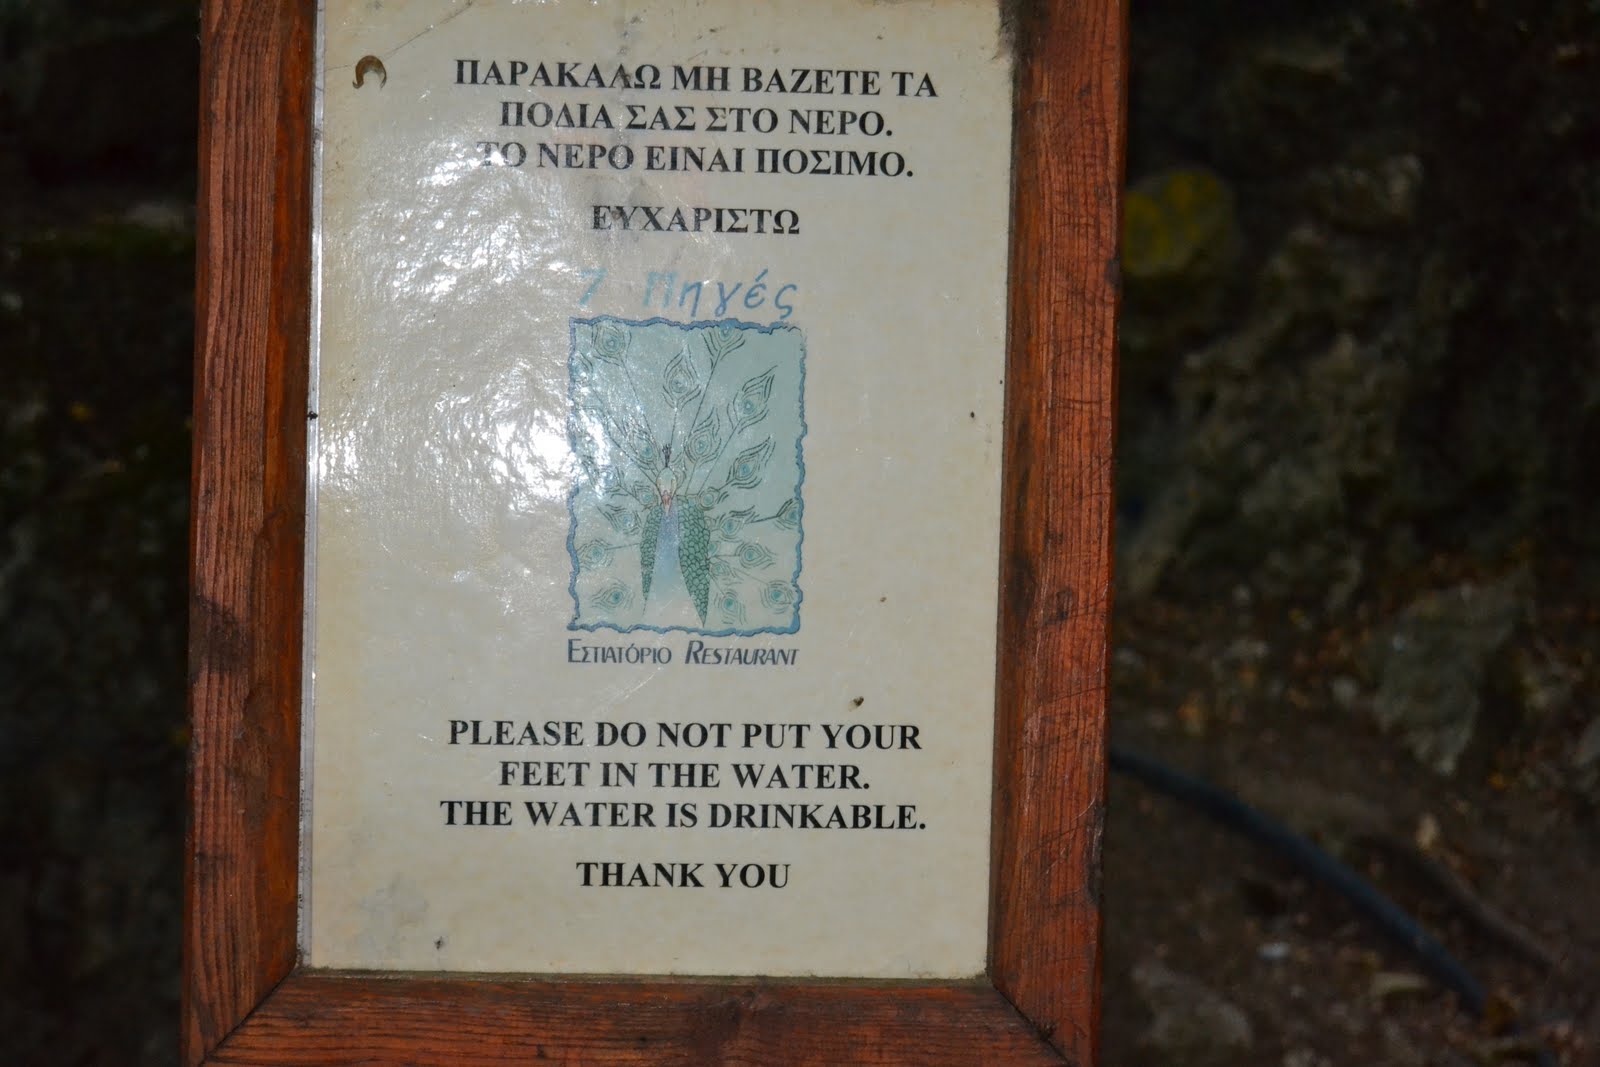 ΠΑΡΑΚΑΛΩ ΜΗ ΒΑΖΕΤΕ ΤΑ
ΠΟΔΙΑ ΣΑΣ ΣΤΟ ΝΕΡΟ.
ΤΟ ΝΕΡΟ ΕΙΝΑΙ ΠΟΣΙΜΟ.
ΕΥΧΑΡΙΣΤΩ
7 Πηγές
ΕΣΤΙΑΤΌΡΙΟ RESTAURANT
PLEASE DO NOT PUT YOUR
FEET IN THE WATER.
THE WATER IS DRINKABLE.
THANK YOU